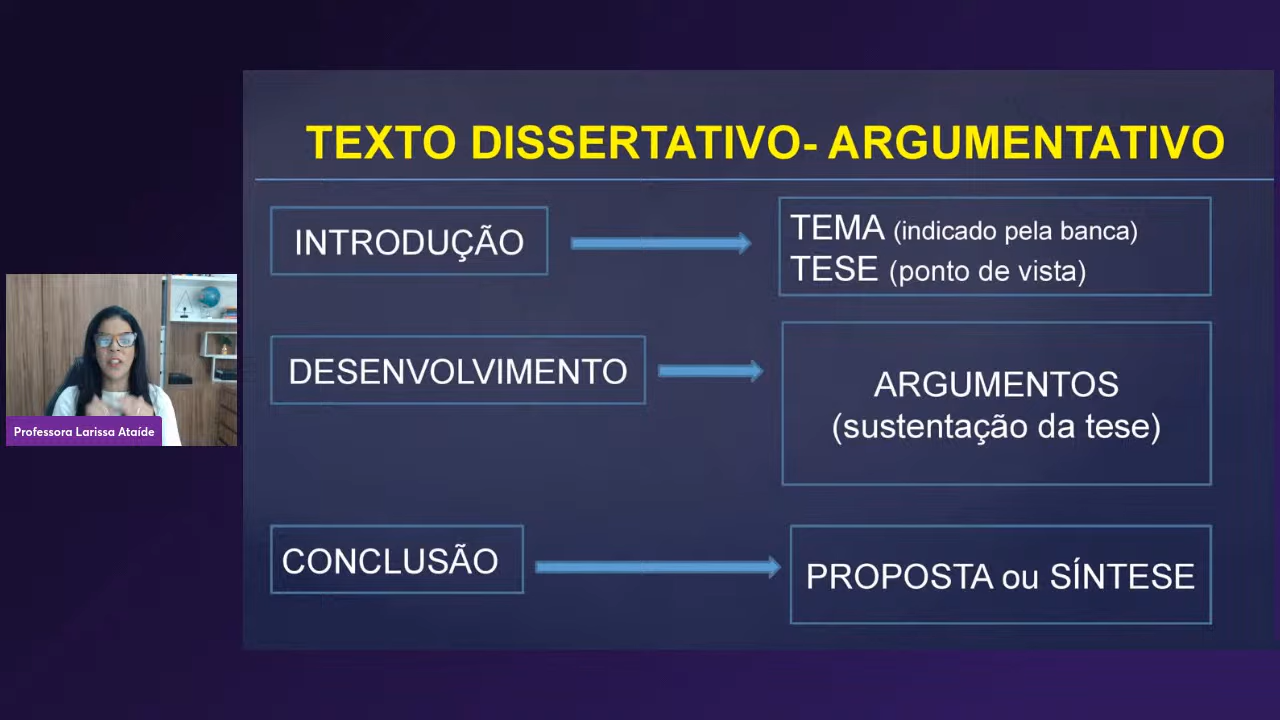 TEXTO DISSERTATIVO- ARGUMENTATIVO
INTRODUÇÃO
TEMA (indicado pela banca)
TESE (ponto de vista)
DESENVOLVIMENTO
ARGUMENTOS
(sustentação da tese)
CONCLUSÃO
PROPOSTA ou SÍNTESE
Professora Larissa Ataíde